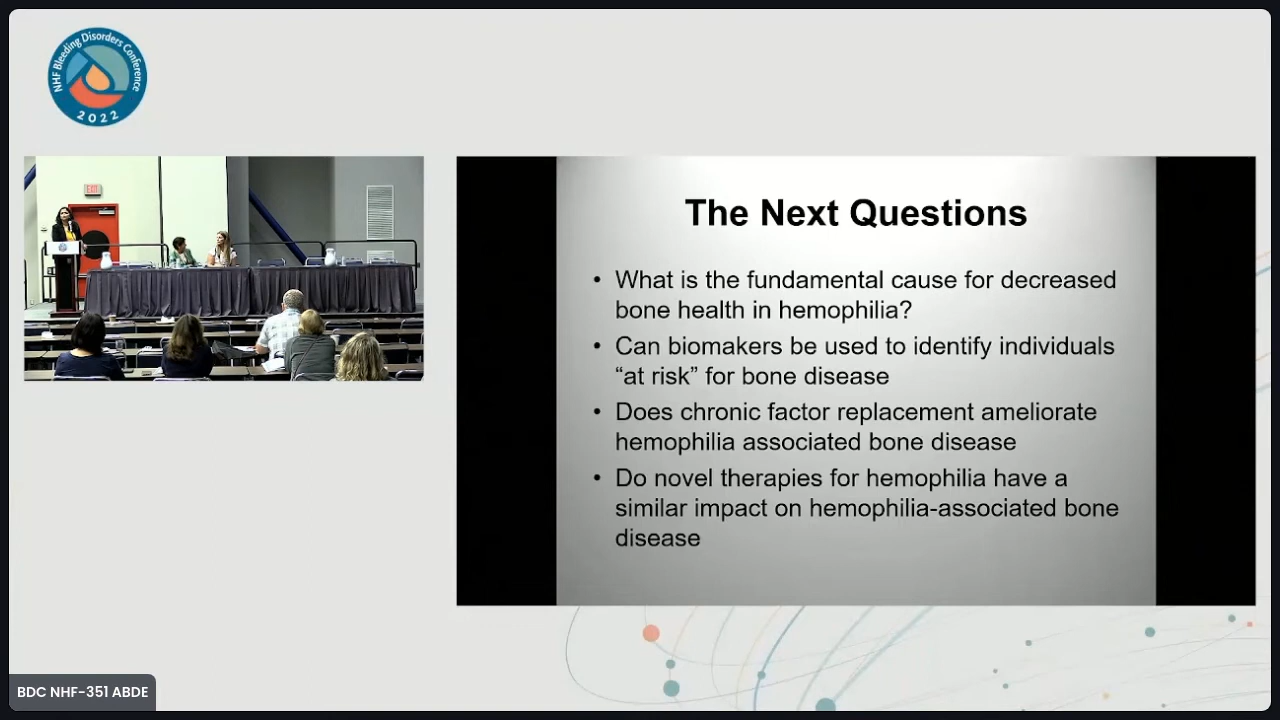 NHF Bleeding Disorders Conference
2022
EXIT
The Next Questions
• What is the fundamental cause for decreased
bone health in hemophilia?
• Can biomakers be used to identify individuals
“at risk” for bone disease
• Does chronic factor replacement ameliorate
hemophilia associated bone disease
• Do novel therapies for hemophilia have a
similar impact on hemophilia-associated bone
disease
BDC NHF-351 ABDE